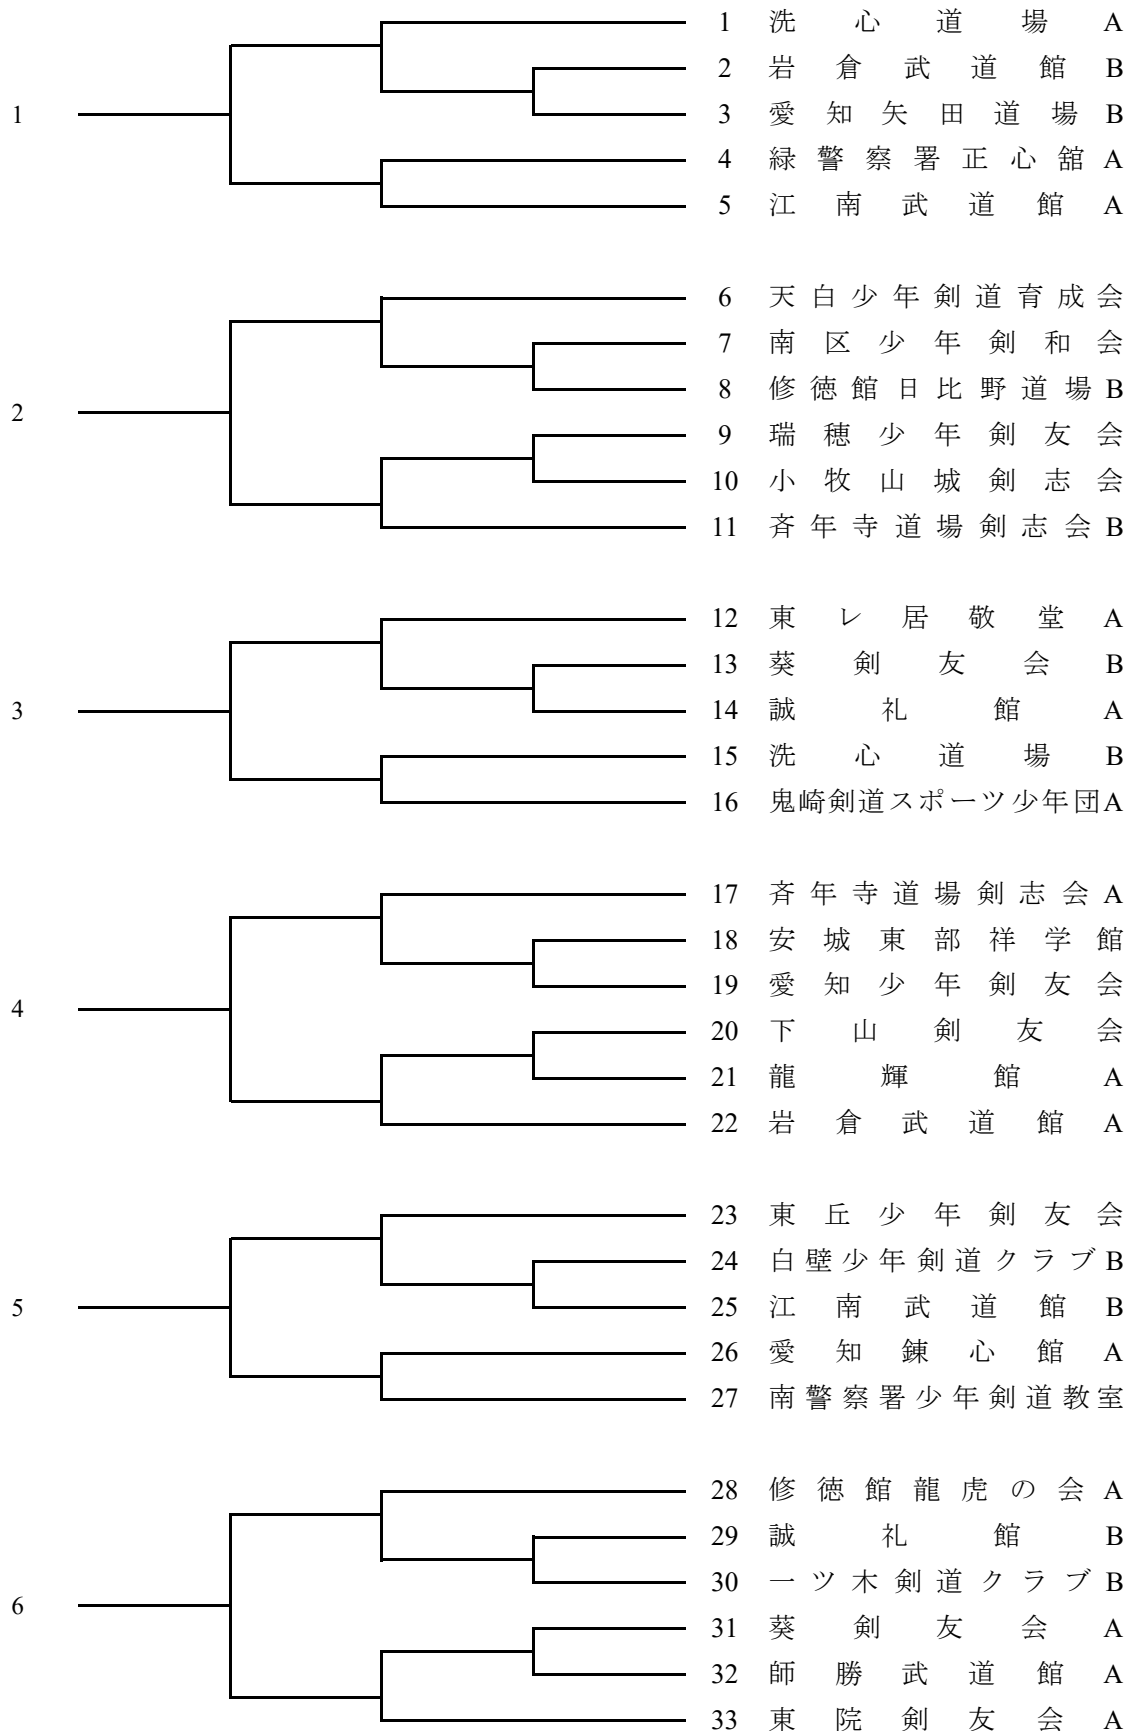 1 洗心道場 A
2 岩倉武道館 B
1
3 愛知矢田道場 B
4 緑警察署正心舘 A
5 江南武道館 A
6 天白少年剣道育成会
7 南区少年剣和会
8 修徳館日比野道場 B
2
9 瑞穂少年剣友会
10 小牧山城剣志会
11 斉年寺道場剣志会 B
12 東レ居敬堂 A
13 葵剣友会 B
3
14 誠礼館 A
15 洗心道場 B
16 鬼崎剣道スポーツ少年団A
17 斉年寺道場剣志会 A
18 安城東部祥学館
19 愛知少年剣友会
4
20 下山剣友会
21 龍輝館 A
22 岩倉武道館 A
23 東丘少年剣友会
24 白壁少年剣道クラブ B
5
25 江南武道館 B
26 愛知錬心館 A
27 南警察署少年剣道教室
28 修徳館龍虎の会 A
29 誠礼館 B
30 一ツ木剣道クラブ B
6
31 葵剣友会 A
32 師勝武道館 A
33 東院剣友会 A